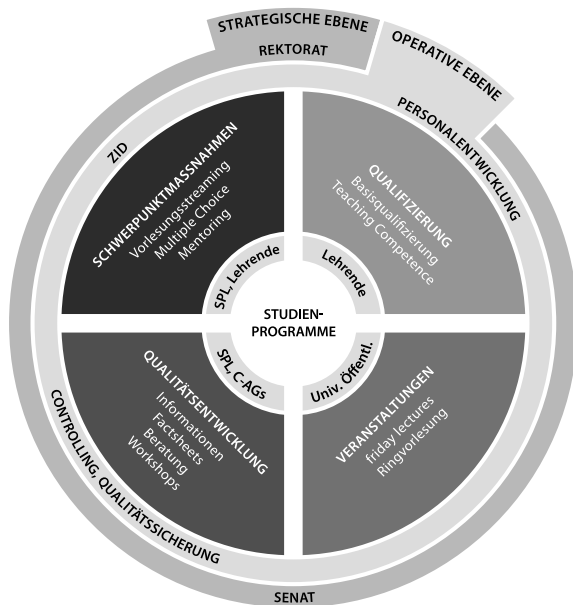 STRATEGISCHE EBENE
REKTORAT
OPERATIVE EBENE
PERSONALENTWICKLUNG
ZID
SCHWERPUNKTMASSNAHMEN
Vorlesungsstreaming
Multiple Choice
Mentoring
QUALIFIZIERUNG
Basisqualifizierung
Teaching Competence
SPL, Lehrende
Lehrende
STUDIEN-
PROGRAMME
SPL, C-AGs
Univ. Öffentl.
QUALITÄTSENTWICKLUNG
Informationen
Factsheets
Beratung
Workshops
VERANSTALTUNGEN
friday lectures
Ringvorlesung
CONTROLLING, QUALITÄTSSICHERUNG
SENAT